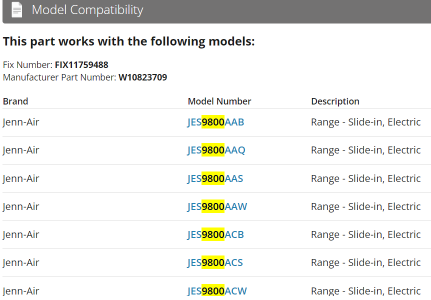 Model Compatibility
This part works with the following models:
Fix Number: FIX11759488
Manufacturer Part Number: W10823709
Brand Model Number Description
Jenn-Air JES9800AAB Range - Slide-in, Electric
Jenn-Air JES9800AAQ Range - Slide-in, Electric
Jenn-Air JES9800AAS Range - Slide-in, Electric
Jenn-Air JES9800AAW Range - Slide-in, Electric
Jenn-Air JES9800ACB Range - Slide-in, Electric
Jenn-Air JES9800ACS Range - Slide-in, Electric
Jenn-Air JES9800ACW Range - Slide-in, Electric